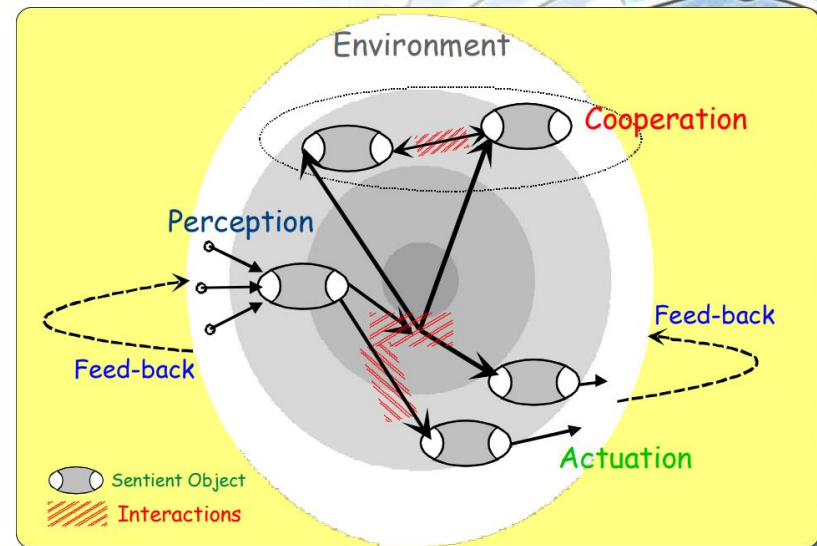 Environment
Cooperation
Perception
Feed-back
Feed-back
Actuation
Sentient Object
Interactions